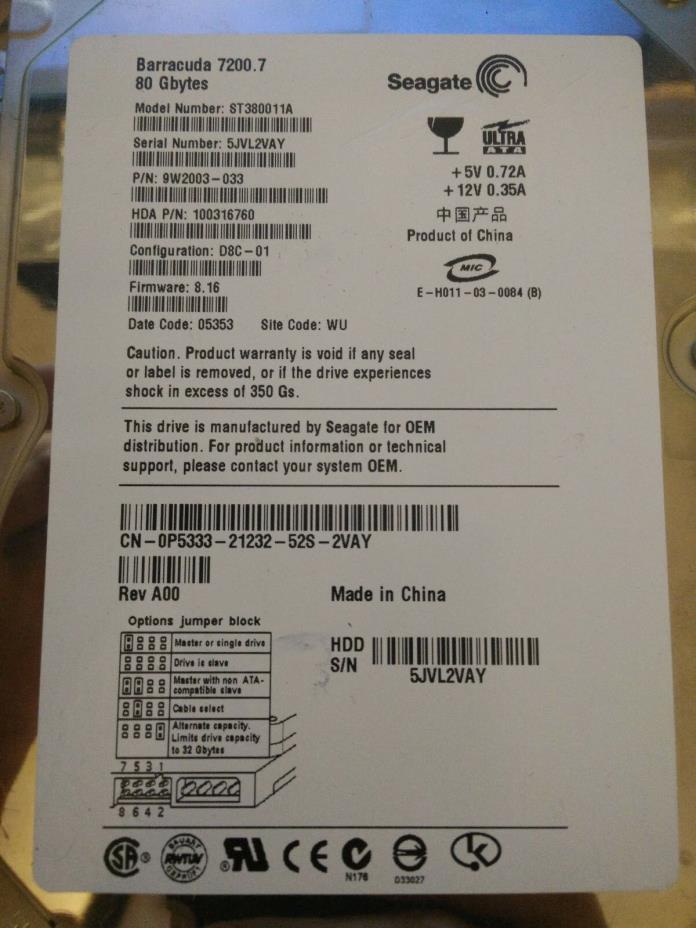 Barracuda 7200.7
80 Gbytes
Seagate
Model Number: ST380011A
Serial Number: 5JVL2VAY
ULTRA
ATA
P/N: 9W2003-033
+5V 0.72A
+12V 0.35A
HDA P/N: 100316760
中国产品
Product of China
Configuration: D8C-01
MIC
Firmware: 8.16
E-H011-03-0084 (B)
Date Code: 05353 Site Code: WU
Caution. Product warranty is void if any seal
or label is removed, or if the drive experiences
shock in excess of 350 Gs.
This drive is manufactured by Seagate for OEM
distribution. For product information or technical
support, please contact your system OEM.
CN-0P5333-21232-52S-2VAY
Rev A00
Made in China
Options jumper block
Master or single drive
Drive is slave
Master with non ATA-
compatible slave
Cable select
Alternate capacity.
Limits drive capacity
to 32 Gbytes
7 5 3 1
8 6 4 2
HDD
S/N
5JVL2VAY
SA
RWTÜV
CE
N176
D33027